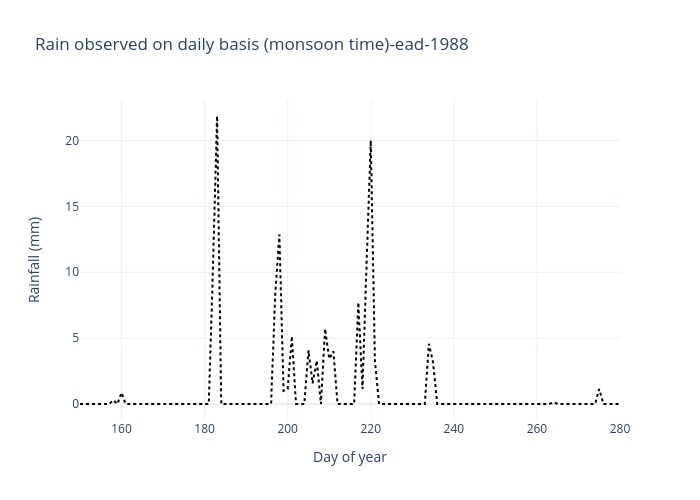 Rain observed on daily basis (monsoon time)-ead-1988
20
15
10
5
0
Rainfall (mm)
160 180 200 220 240 260 280
Day of year